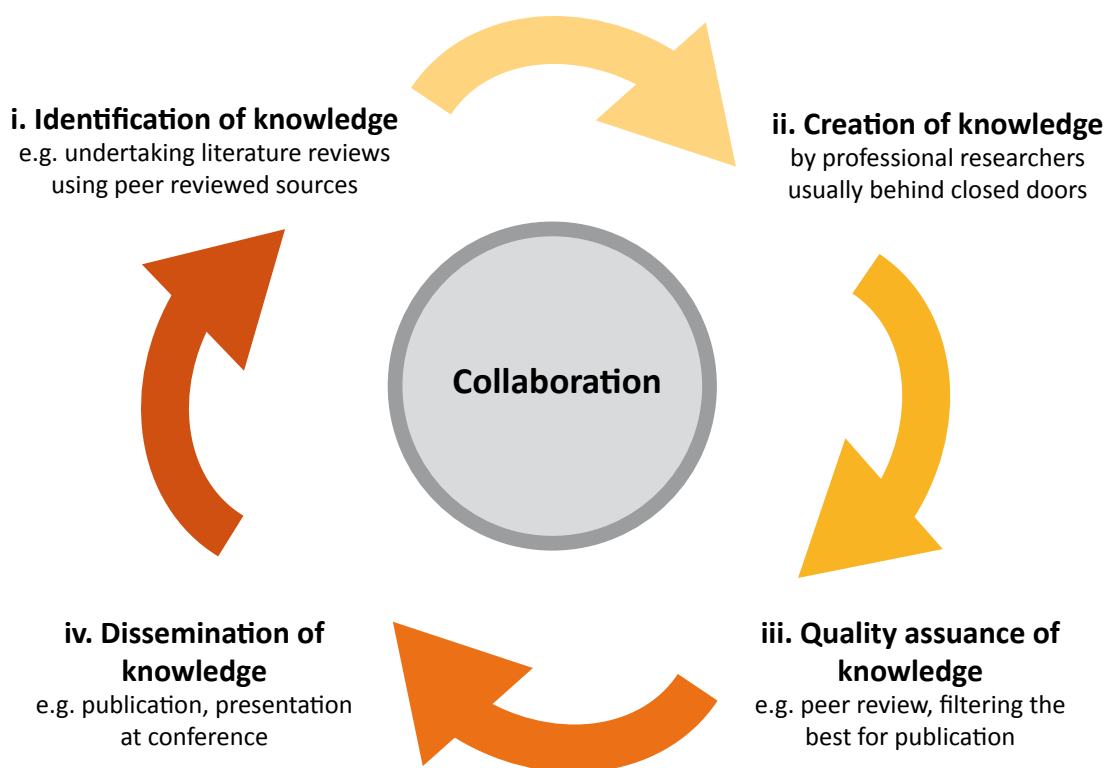 i. Identification of knowledge
e.g. undertaking literature reviews
using peer reviewed sources
ii. Creation of knowledge
by professional researchers
usually behind closed doors
Collaboration
iii. Quality assuance of
knowledge
e.g. peer review, filtering the
best for publication
iv. Dissemination of
knowledge
e.g. publication, presentation
at conference